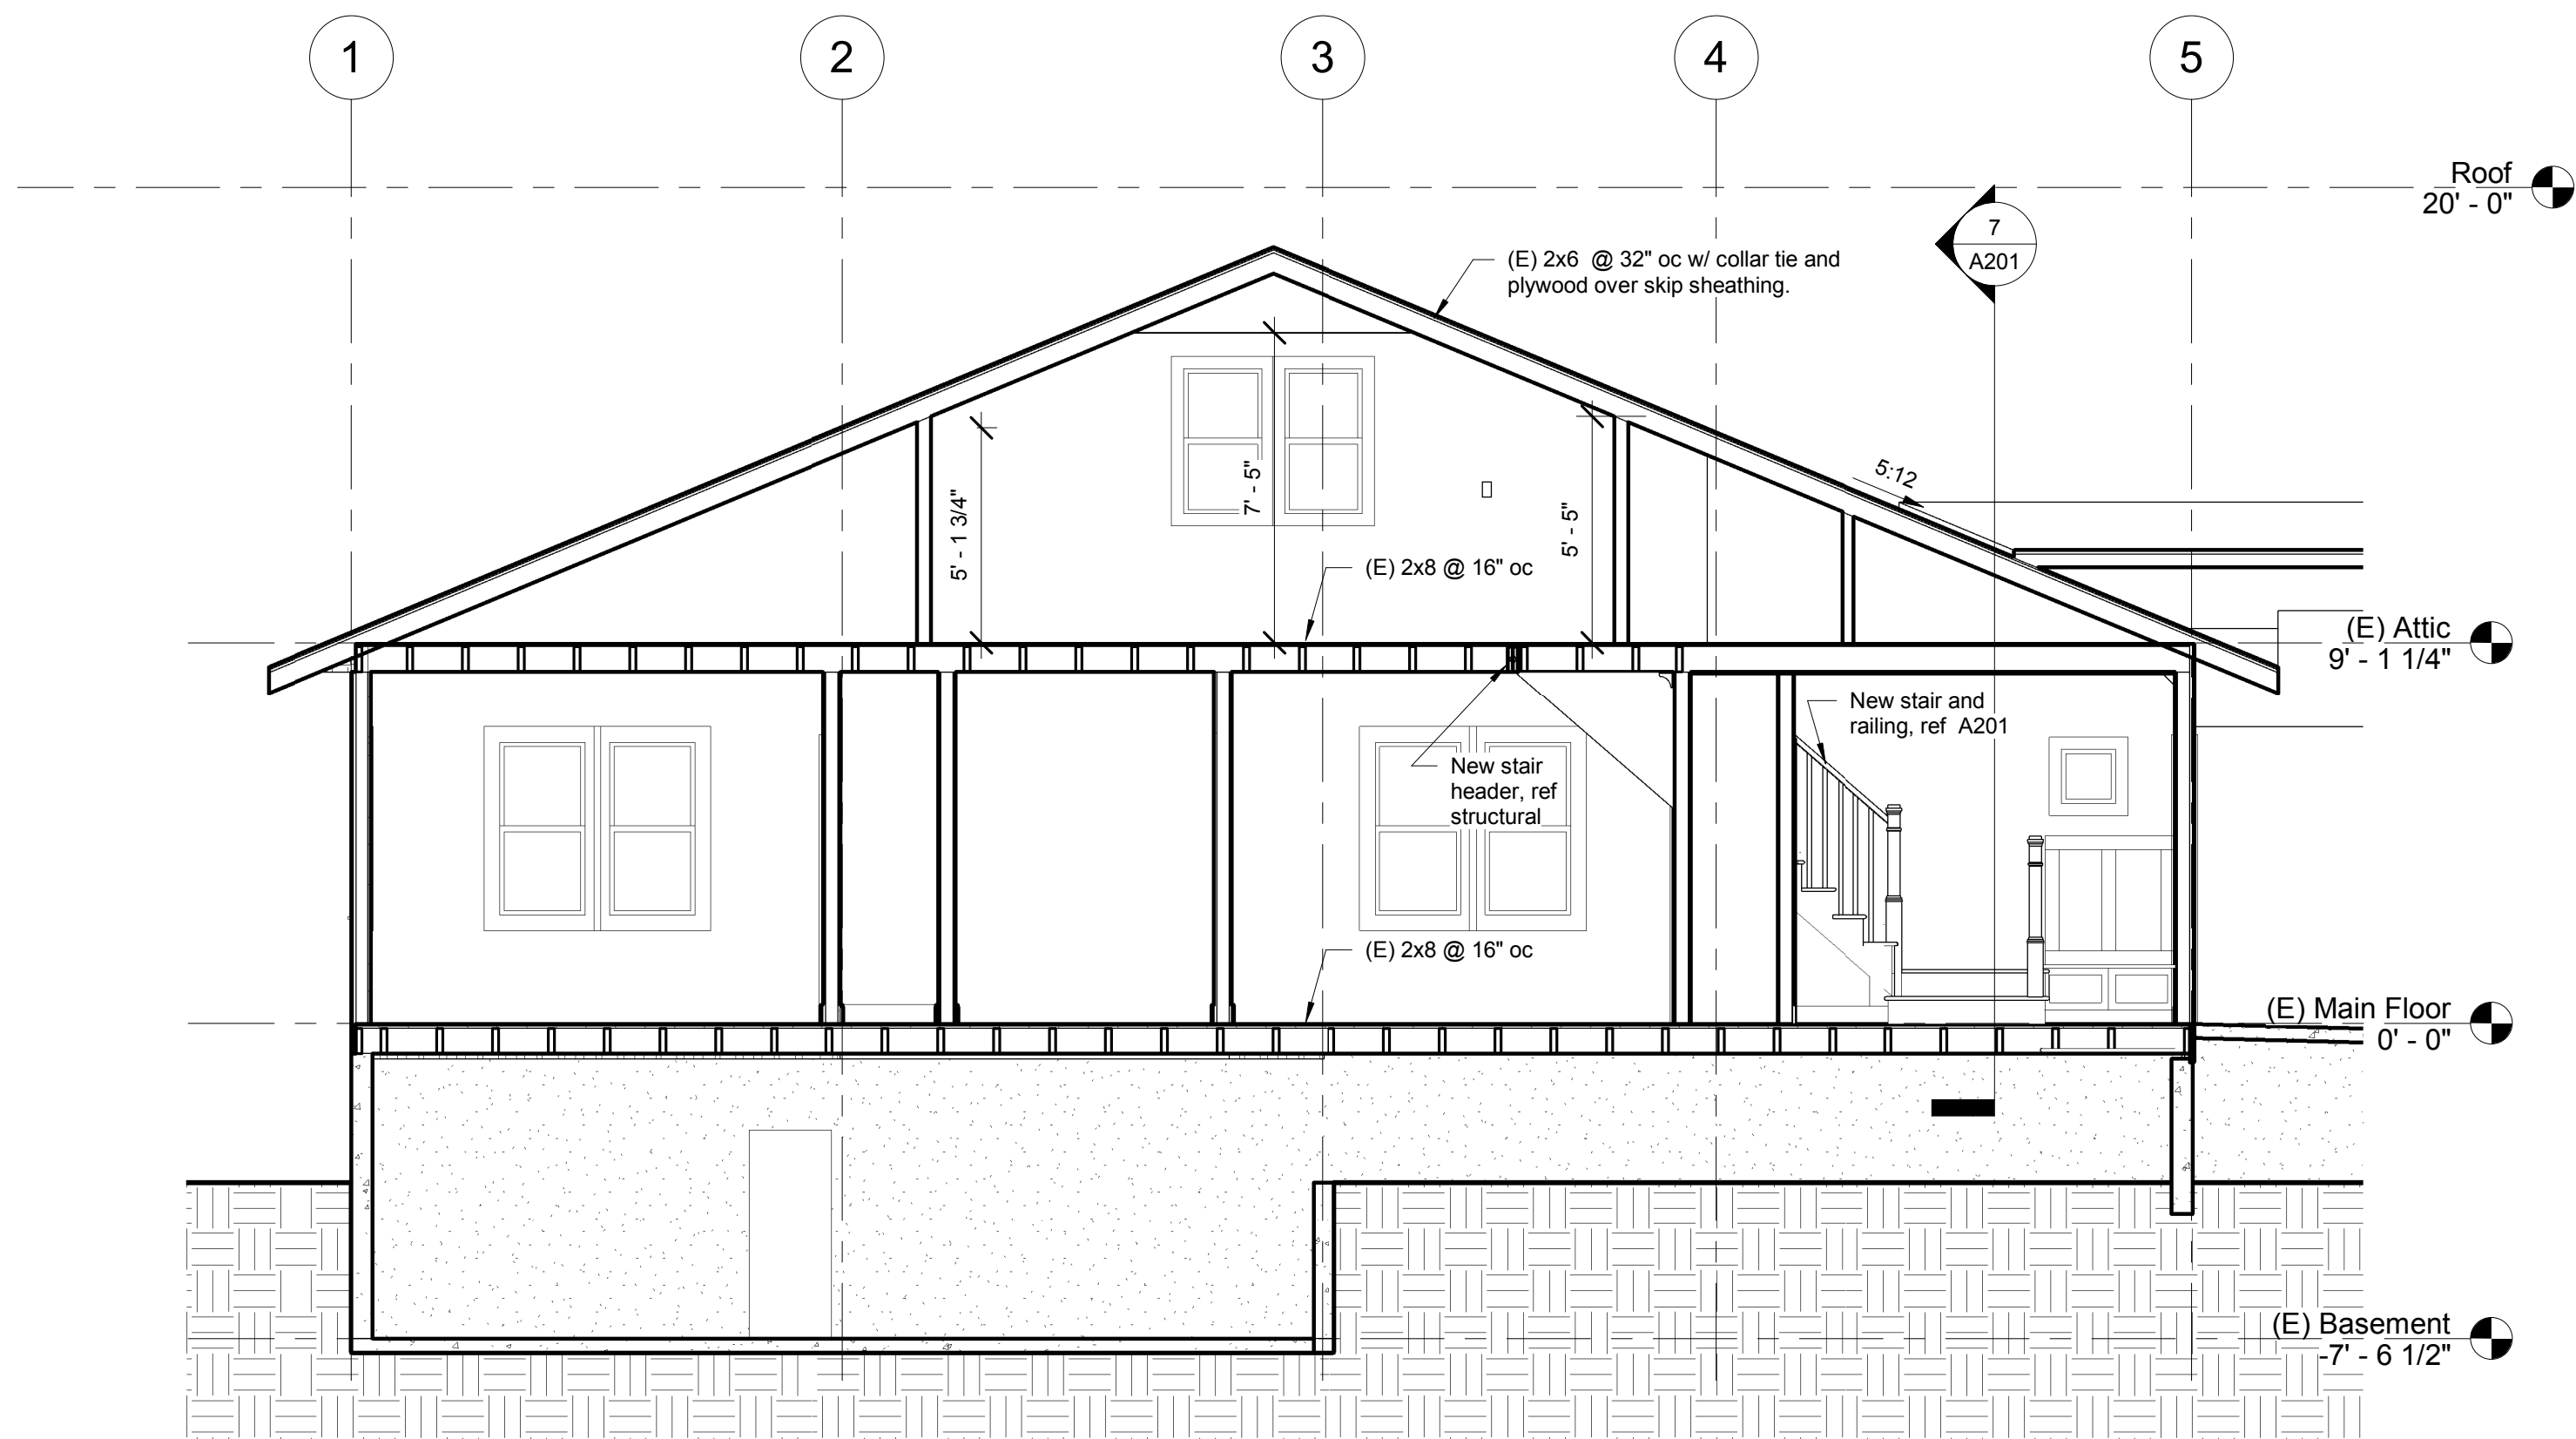 1
2
3
4
5
Roof
20' - 0"
7
A201
(E) 2x6 @ 32" oc w/ collar tie and
plywood over skip sheathing.
5:12
5' - 1 3/4"
7' - 5"
5' - 5"
(E) 2x8 @ 16" oc
(E) Attic
9' - 1 1/4"
New stair and
railing, ref A201
New stair
header, ref
structural
(E) 2x8 @ 16" oc
(E) Main Floor
0' - 0"
(E) Basement
-7' - 6 1/2"